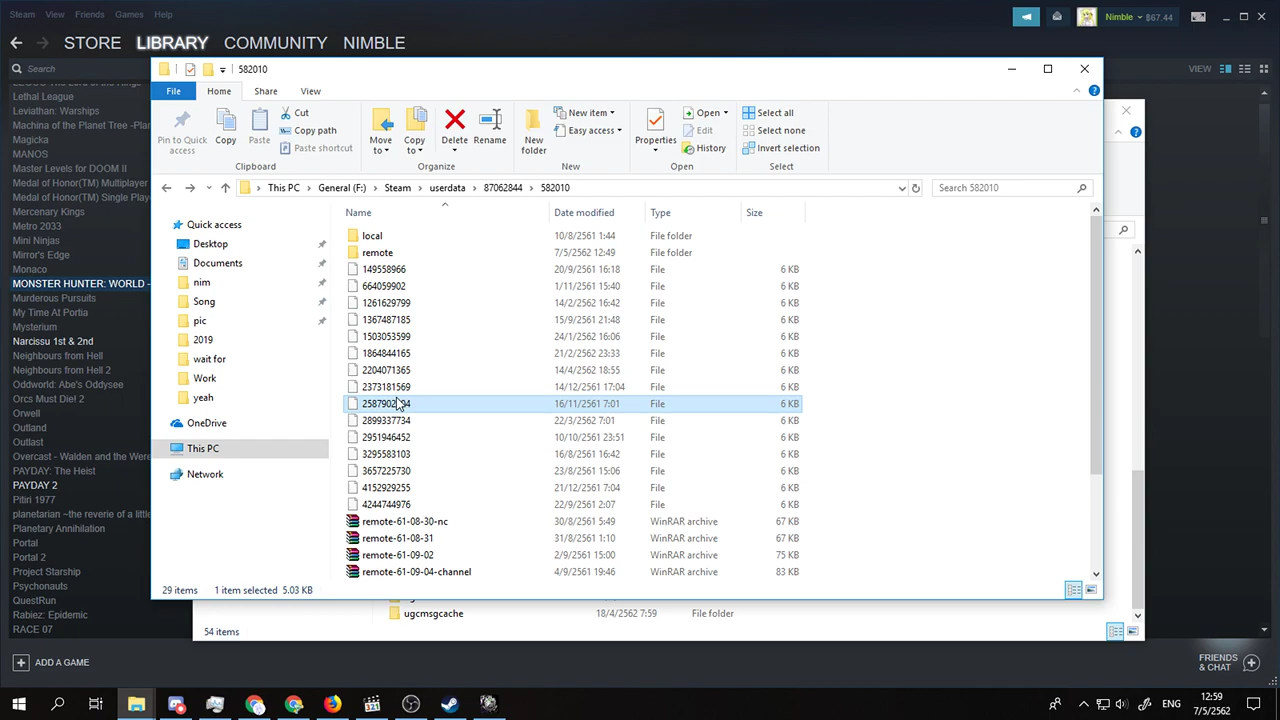 Steam View Friends Games Help
Nimble ฿67.44
STORE LIBRARY COMMUNITY NIMBLE
Search
VIEW
582010
File Home Share View
Pin to Quick access
Copy
Paste
Cut
Copy path
Paste shortcut
Clipboard
Move to
Copy to
Delete
Rename
Organize
New folder
New item
Easy access
New
Properties
Open
Edit
History
Open
Select all
Select none
Invert selection
Select
This PC General (F:) Steam userdata 87062844 582010
Search 582010
Lethal League
Leviathan: Warships
Machina of the Planet Tree -Pla
Magicka
MANOS
Master Levels for DOOM II
Medal of Honor(TM) Multiplayer
Medal of Honor(TM) Single Play
Mercenary Kings
Metro 2033
Mini Ninjas
Mirror's Edge
Monaco
MONSTER HUNTER: WORLD -
Murderous Pursuits
My Time At Portia
Mysterium
Narcissu 1st & 2nd
Neighbours from Hell
Neighbours from Hell 2
Oddworld: Abe's Oddysee
Orcs Must Die! 2
Orwell
Outland
Outlast
Overcast - Walden and the Were
PAYDAY: The Heist
PAYDAY 2
Pitiri 1977
planetarian ~the reverie of a little
Planetary Annihilation
Portal
Portal 2
Project Starship
Psychonauts
QuestRun
Rabiez: Epidemic
RACE 07
Quick access
Desktop
Documents
nim
Song
pic
2019
wait for
Work
yeah
OneDrive
This PC
Network
Name Date modified Type Size
local 10/8/2561 1:44 File folder
remote 7/5/2562 12:49 File folder
149558966 20/9/2561 16:18 File 6 KB
664059902 1/11/2561 15:40 File 6 KB
1261629799 14/2/2562 16:42 File 6 KB
1367487185 15/9/2561 21:48 File 6 KB
1503053599 24/1/2562 16:06 File 6 KB
1864844165 21/2/2562 23:33 File 6 KB
2204071365 14/4/2562 18:55 File 6 KB
2373181569 14/12/2561 17:04 File 6 KB
16/11/2561 7:01 File 6 KB
2899337734 22/3/2562 7:01 File 6 KB
2951946452 10/10/2561 23:51 File 6 KB
3295583103 16/8/2561 16:42 File 6 KB
3657225730 23/8/2561 15:06 File 6 KB
4152929255 21/12/2561 7:04 File 6 KB
4244744976 22/9/2561 2:07 File 6 KB
remote-61-08-30-nc 30/8/2561 5:49 WinRAR archive 67 KB
remote-61-08-31 31/8/2561 1:10 WinRAR archive 67 KB
remote-61-09-02 2/9/2561 15:00 WinRAR archive 75 KB
remote-61-09-04-channel 4/9/2561 19:46 WinRAR archive 83 KB
29 items 1 item selected 5.03 KB
ugcmsgcache 18/4/2562 7:59 File folder
54 items
ADD A GAME
FRIENDS & CHAT
ENG
12:59
7/5/2562